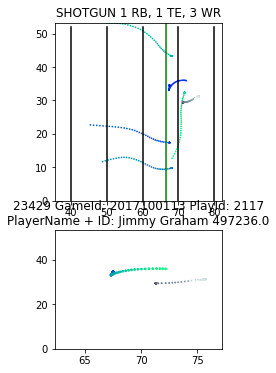 SHOTGUN 1 RB, 1 TE, 3 WR
50
40
30
20
10
0
40 50 60 70 80
23429 GameId: 2017100113 PlayId: 2117
PlayerName + ID: Jimmy Graham 497236.0
40
20
0
65 70 75